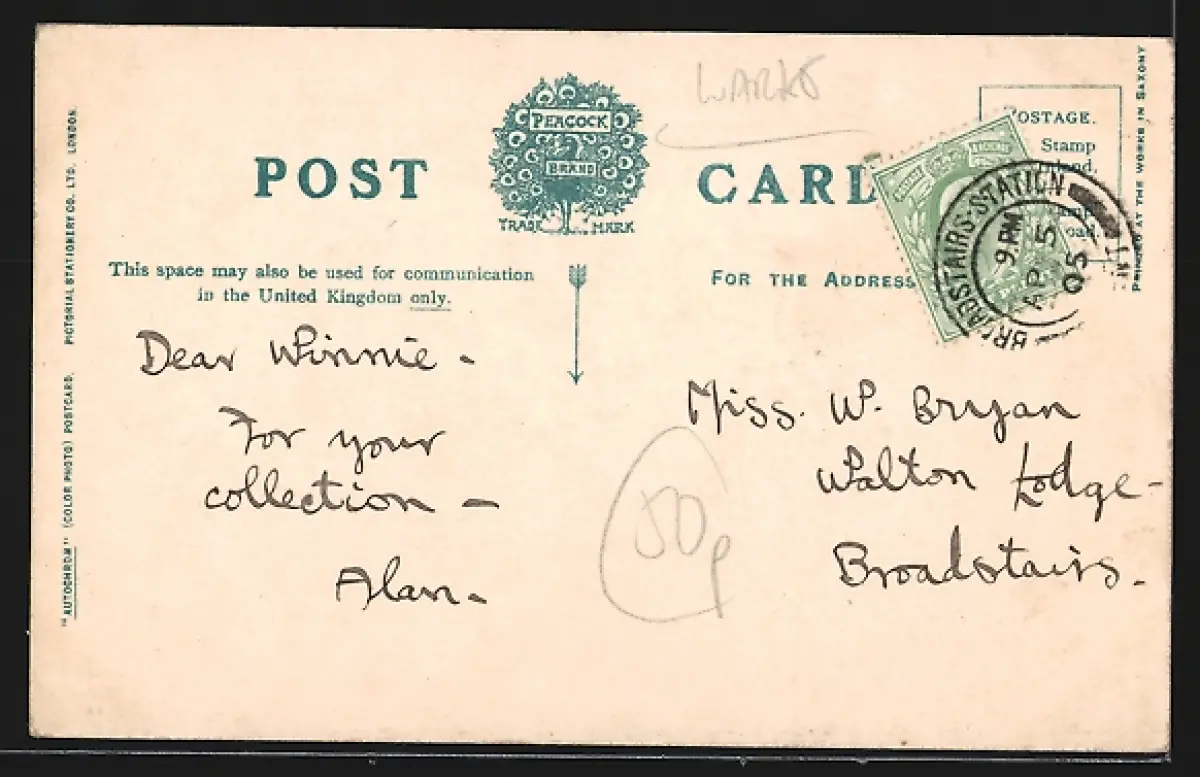 WARKS
PEACOCK
BRAND
TRADE MARK
POST CARD
POSTAGE.
Stamp
This space may also be used for communication
in the United Kingdom only.
FOR THE ADDRESS
BROADSTAIRS·STATION
9 PM
AP 5
05
Dear Winnie -
For your
collection -
Alan -
Miss. W. Bryan
Walton Lodge -
Broadstairs.
50p
"AUTOCHROM" (COLOR PHOTO) POSTCARD. PICTORIAL STATIONERY CO. LTD. LONDON.
PRINTED AT THE WORKS IN SAXONY